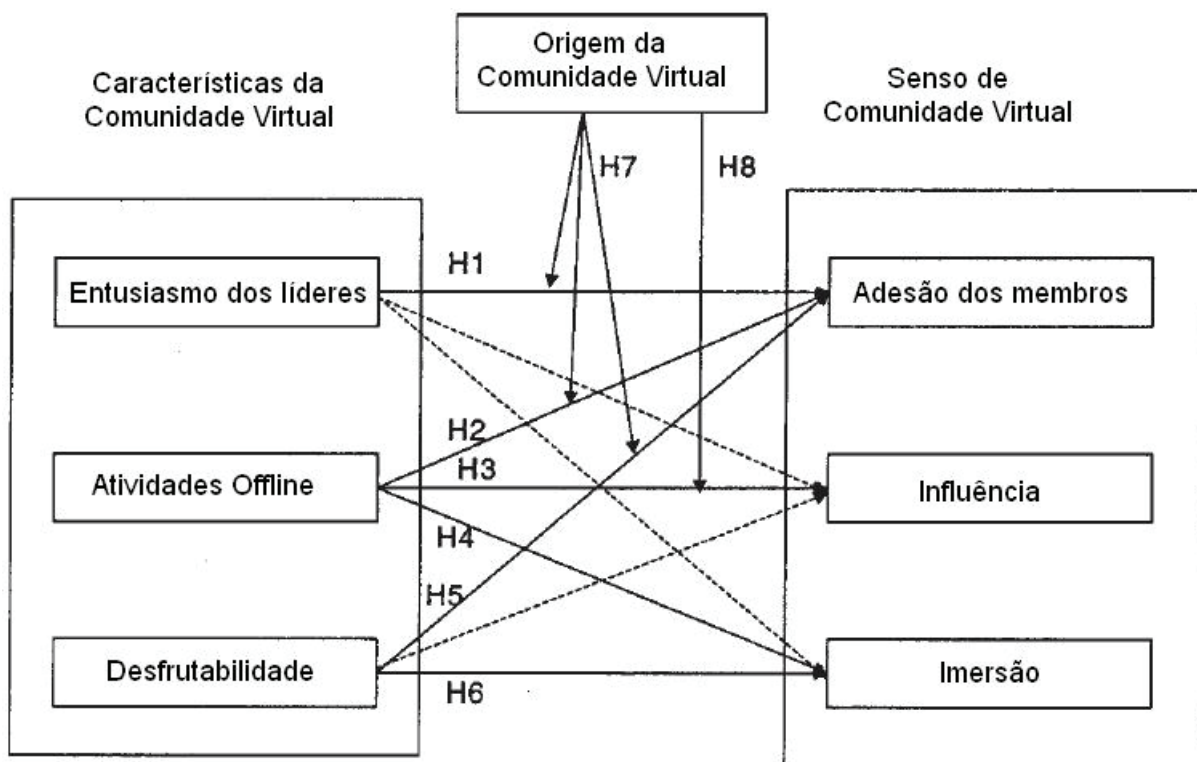 Origem da
Comunidade Virtual
Características da
Comunidade Virtual
Senso de
Comunidade Virtual
H7
H8
Entusiasmo dos líderes
H1
Adesão dos membros
H2
Atividades Offline
H3
Influência
H4
H5
Desfrutabilidade
H6
Imersão